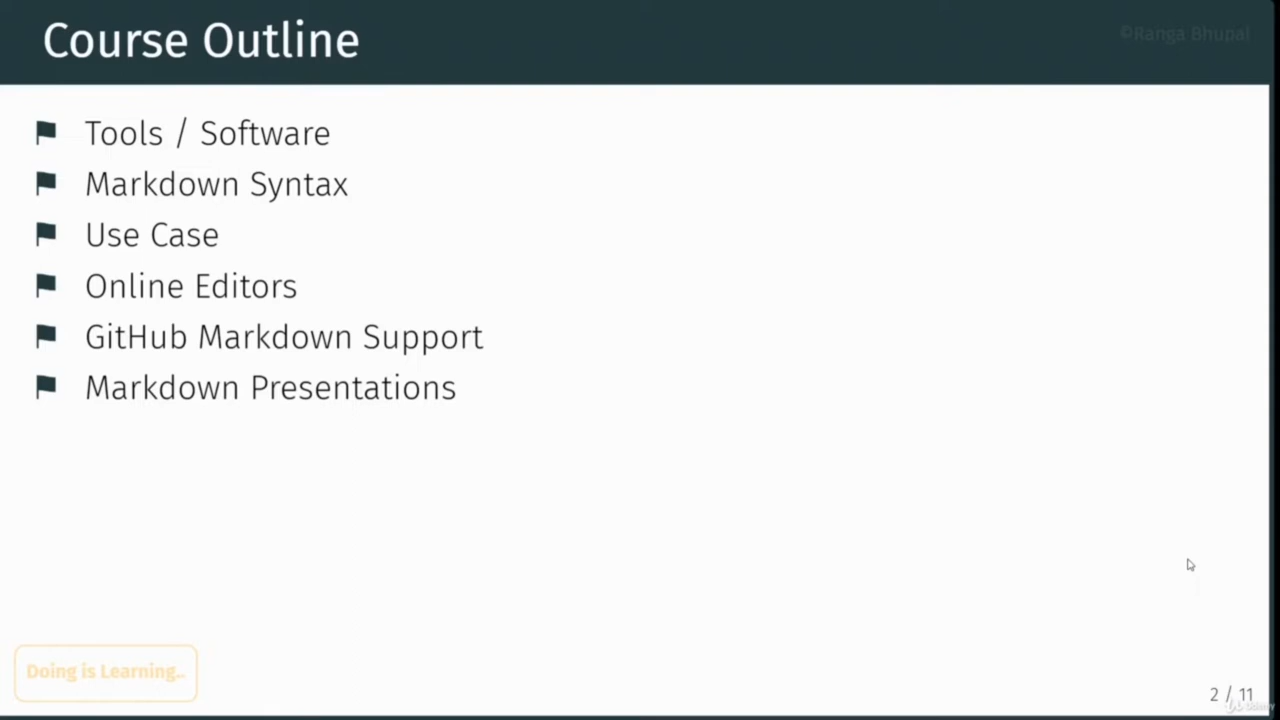 Course Outline
©Ranga Bhupal
Tools / Software
Markdown Syntax
Use Case
Online Editors
GitHub Markdown Support
Markdown Presentations
Doing is Learning..
2 / 11
Udemy